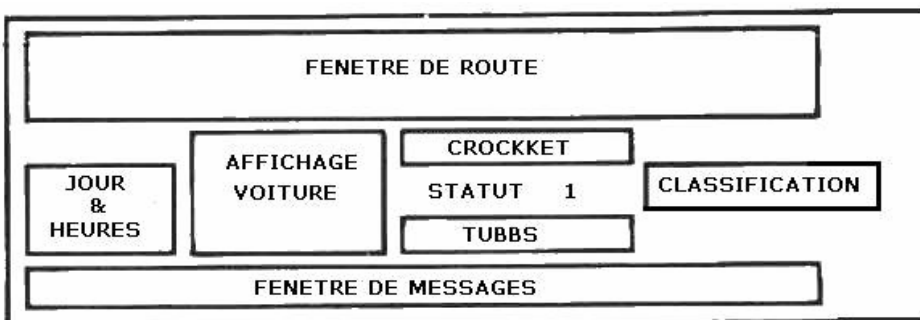 FENETRE DE ROUTE
JOUR
&
HEURES
AFFICHAGE
VOITURE
CROCKKET
STATUT 1
TUBBS
CLASSIFICATION
FENETRE DE MESSAGES